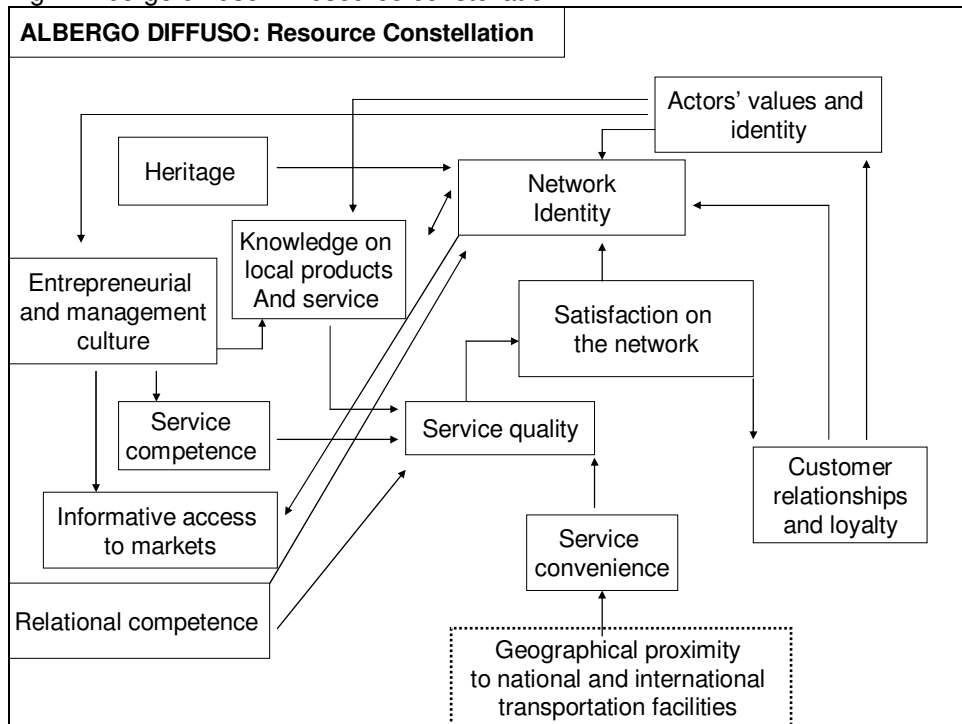 ALBERGO DIFFUSO: Resource Constellation
Actors' values and
identity
Heritage
Network
Identity
Knowledge on
local products
And service
Entrepreneurial
and management
culture
Satisfaction on
the network
Service
competence
Service quality
Customer
relationships
and loyalty
Informative access
to markets
Service
convenience
Relational competence
Geographical proximity
to national and international
transportation facilities